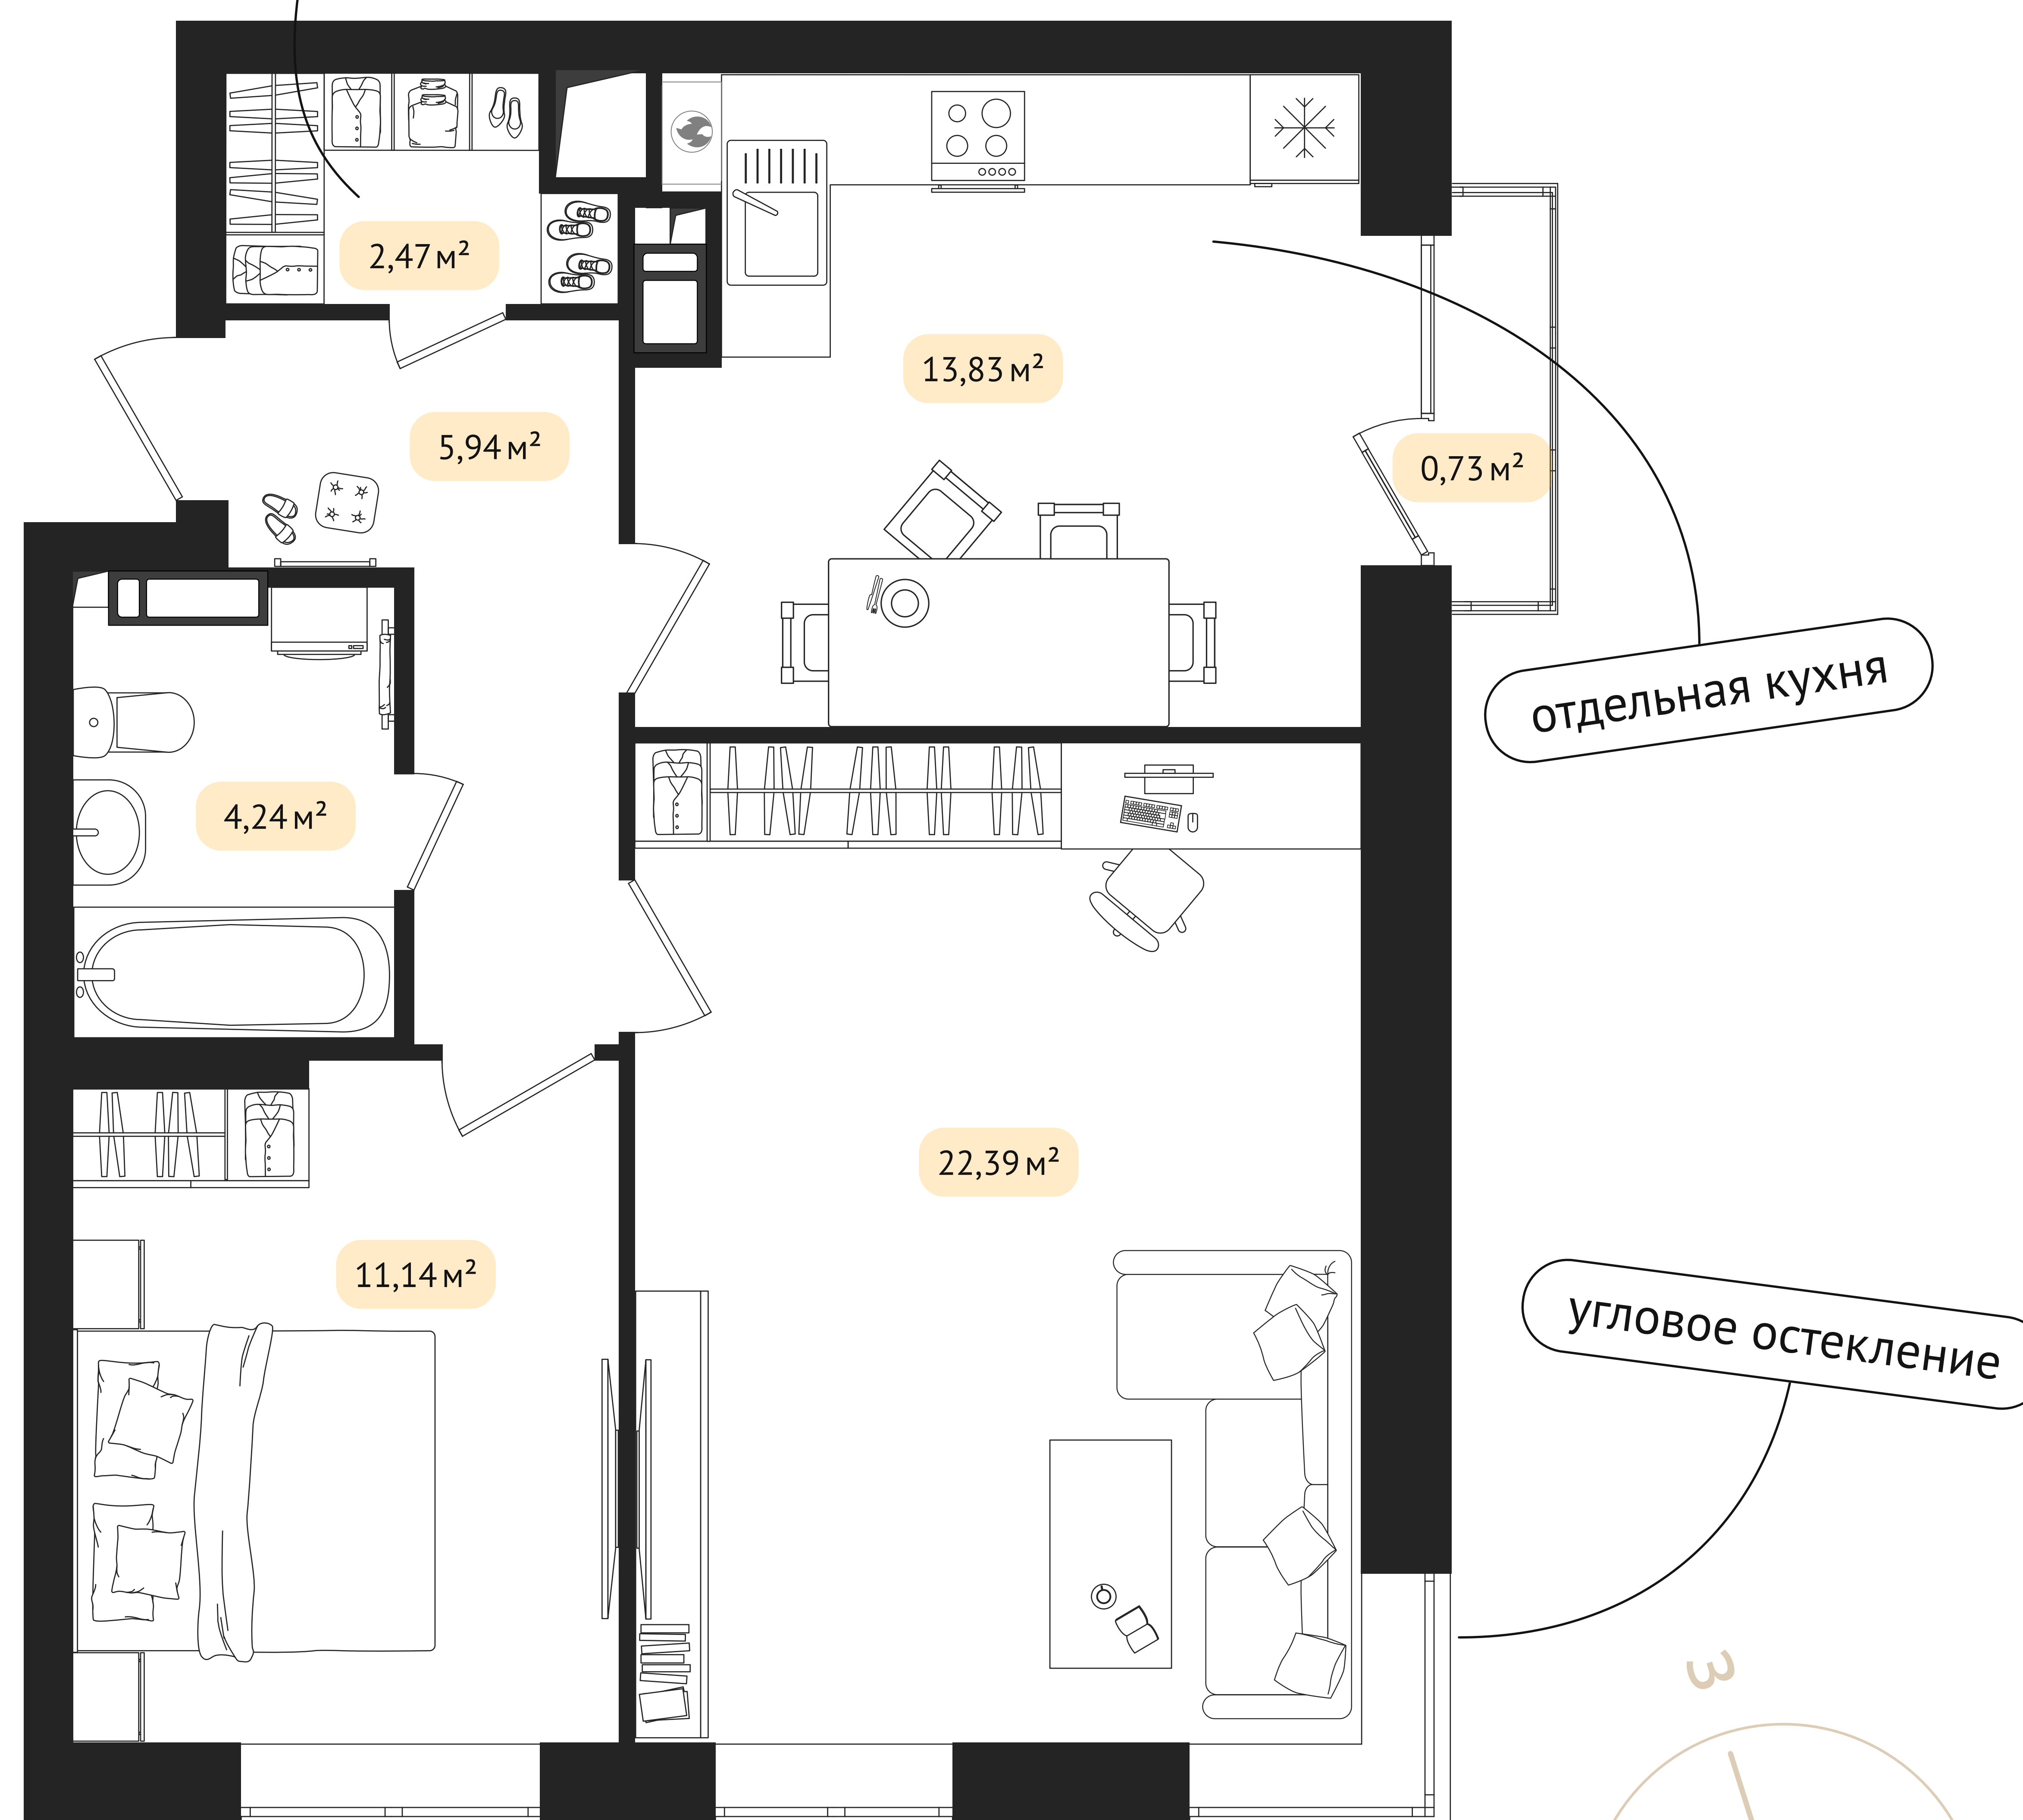 2,47 м²
13,83 м²
5,94 м²
0,73 м²
отдельная кухня
4,24 м²
22,39 м²
11,14 м²
угловое остекление
З